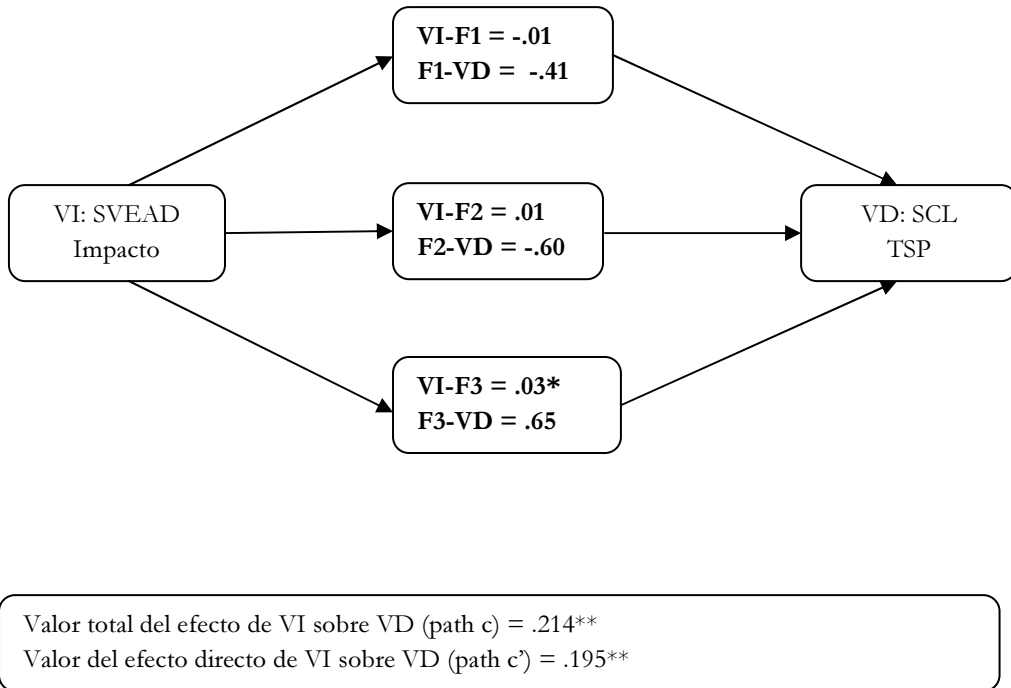 VI-F1 = -.01
F1-VD = -.41
VI: SVEAD
Impacto
VI-F2 = .01
F2-VD = -.60
VD: SCL
TSP
VI-F3 = .03*
F3-VD = .65
Valor total del efecto de VI sobre VD (path c) = .214**
Valor del efecto directo de VI sobre VD (path c’) = .195**